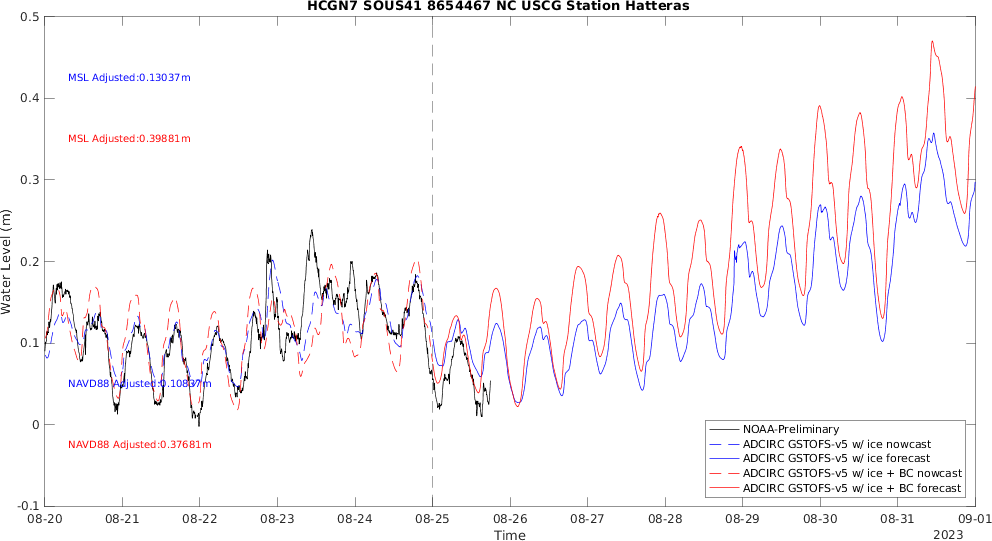 HCGN7 SOUS41 8654467 NC USCG Station Hatteras
0.5
0.4
0.3
0.2
0.1
0
-0.1
Water Level (m)
MSL Adjusted:0.13037m
MSL Adjusted:0.39881m
NAVD88 Adjusted:0.10837m
NAVD88 Adjusted:0.37681m
NOAA-Preliminary
ADCIRC GSTOFS-v5 w/ ice nowcast
ADCIRC GSTOFS-v5 w/ ice forecast
ADCIRC GSTOFS-v5 w/ ice + BC nowcast
ADCIRC GSTOFS-v5 w/ ice + BC forecast
08-20 08-21 08-22 08-23 08-24 08-25 08-26 08-27 08-28 08-29 08-30 08-31 09-01
Time
2023